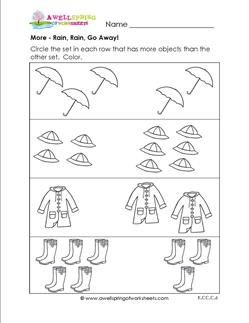 A WELLSPRING
OF WORKSHEETS
Name
More - Rain, Rain, Go Away!
Circle the set in each row that has more objects than the
other set. Color.
www.awellspringofworksheets.com
K.CC.C.6